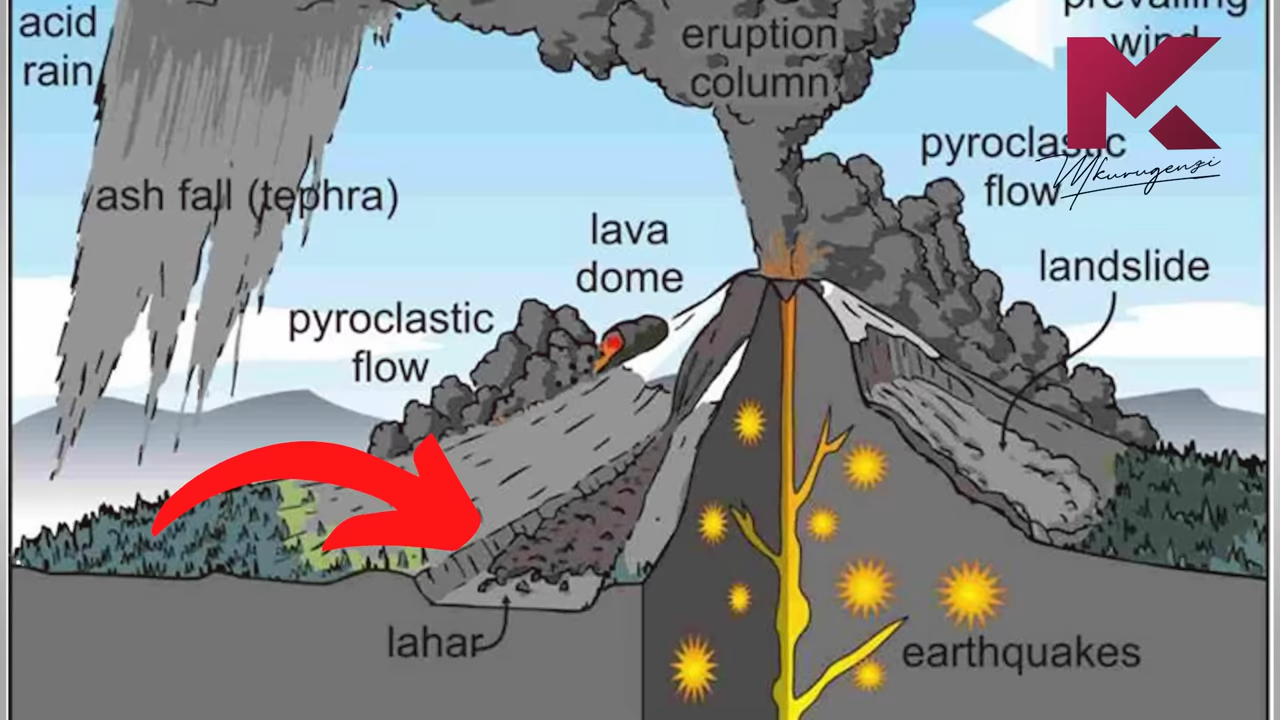 acid
rain
eruption
column
prevailing
wind
pyroclastic
flow
Mkurugenzi
ash fall (tephra)
lava
dome
landslide
pyroclastic
flow
lahar
earthquakes